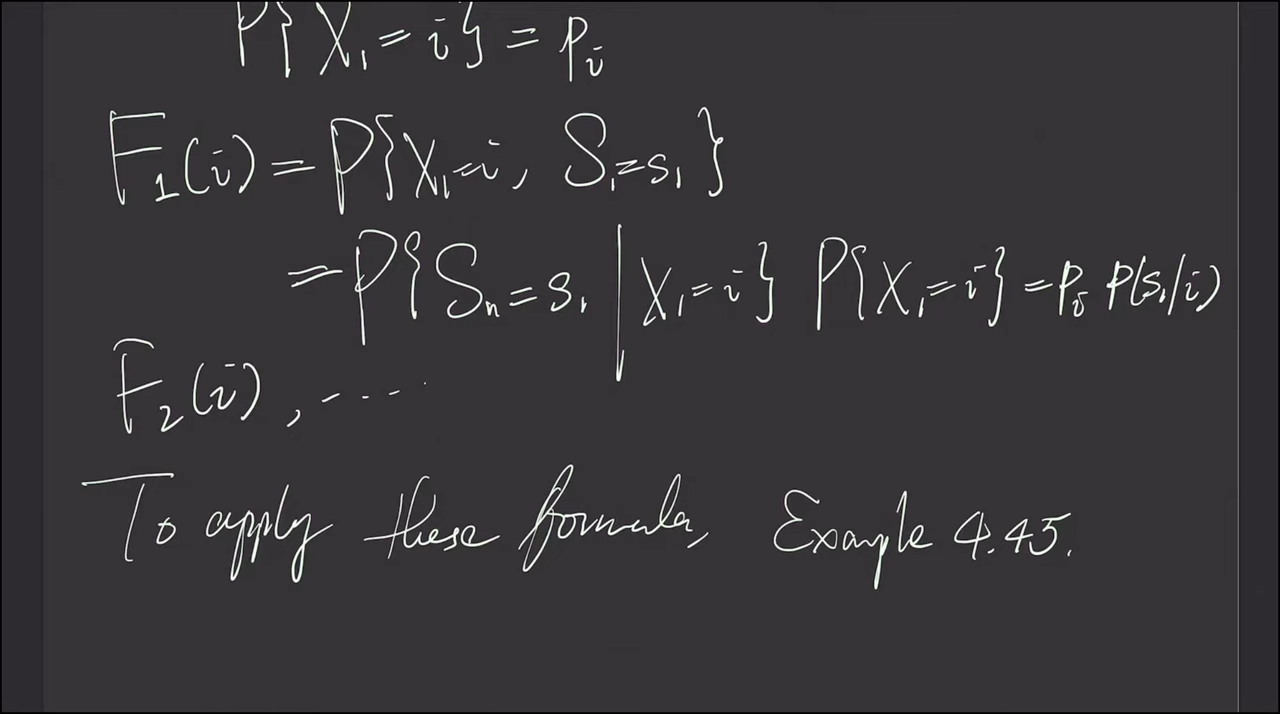 P{X₁=i}=pᵢ
F₁(i)=P{X₁=i, S₁=s₁}
=P{Sₙ=s₁|X₁=i} P{X₁=i}=pᵢ p(s₁|i)
F₂(i), ....
To apply these formula, Example 4.45.